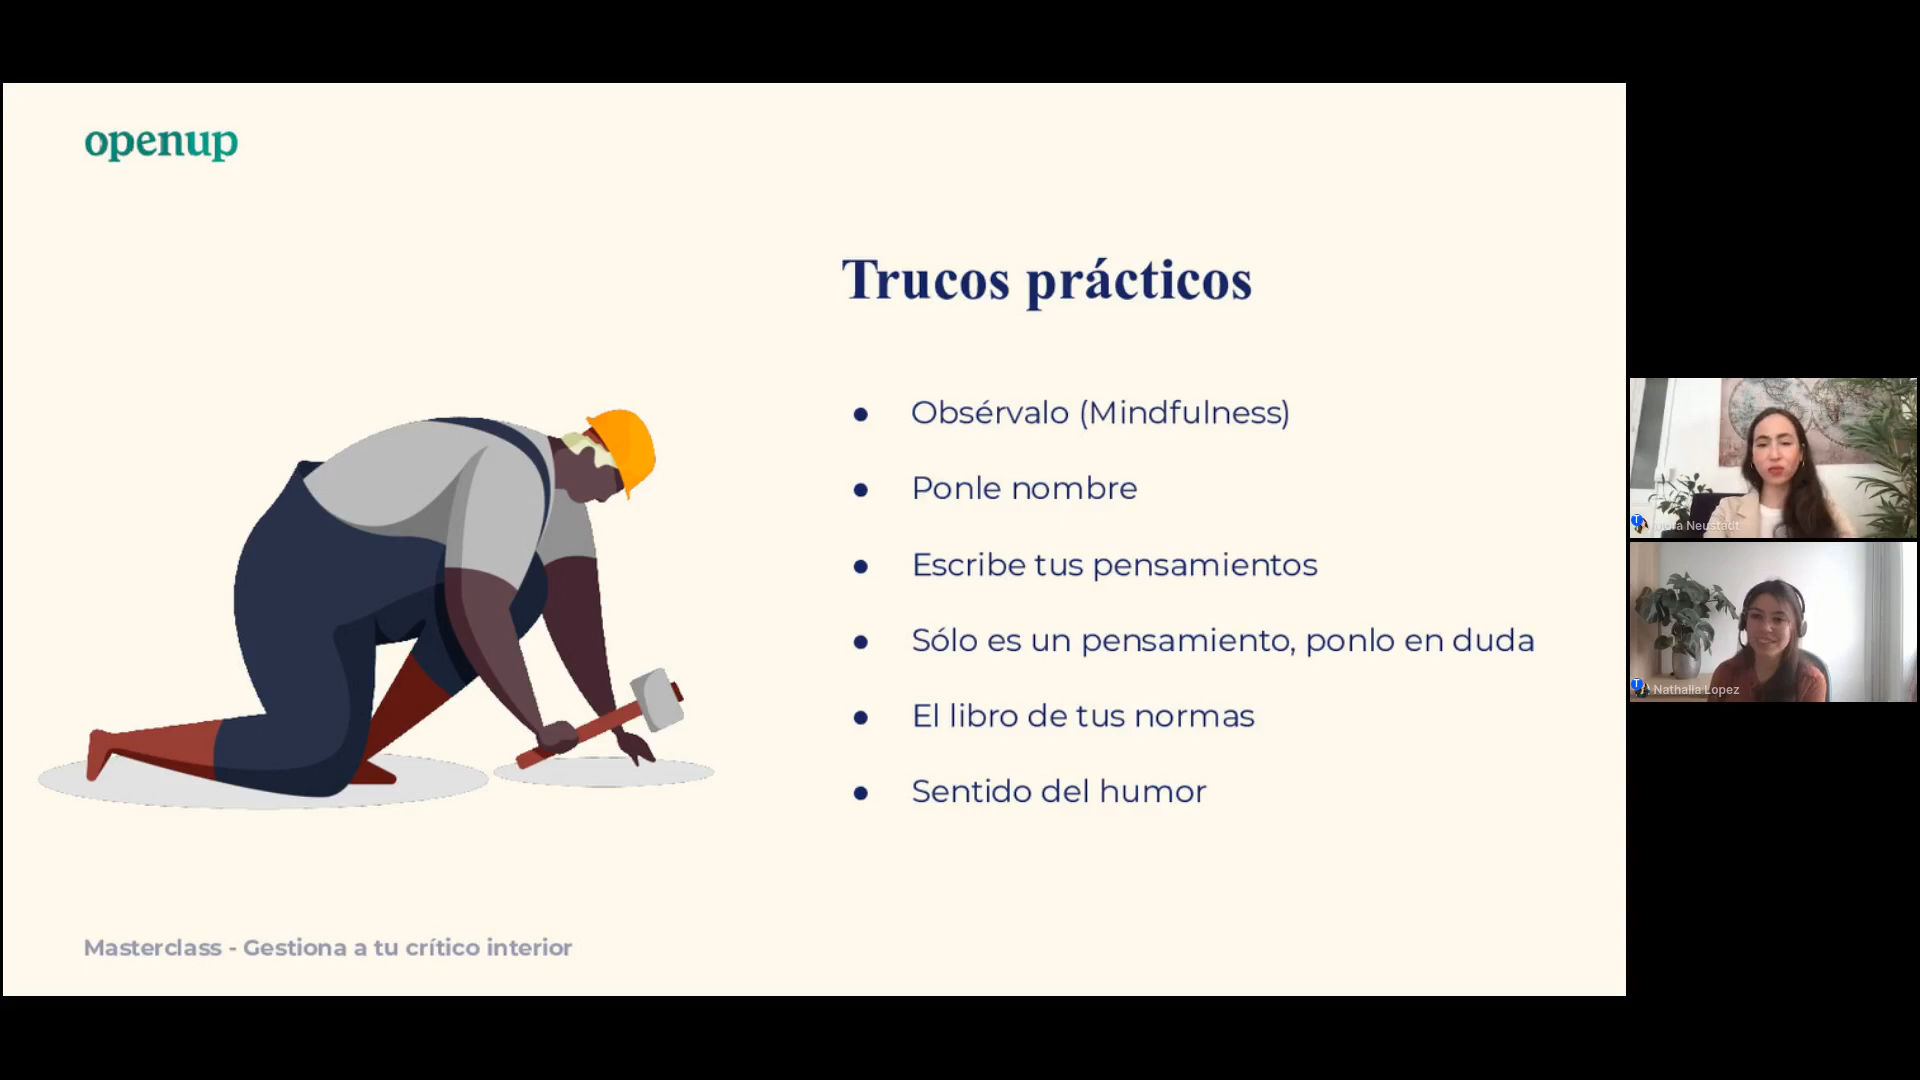 openup
Trucos prácticos
● Obsérvalo (Mindfulness)
● Ponle nombre
● Escribe tus pensamientos
● Sólo es un pensamiento, ponlo en duda
● El libro de tus normas
● Sentido del humor
Masterclass - Gestiona a tu crítico interior
Neustadt
Nathalia Lopez